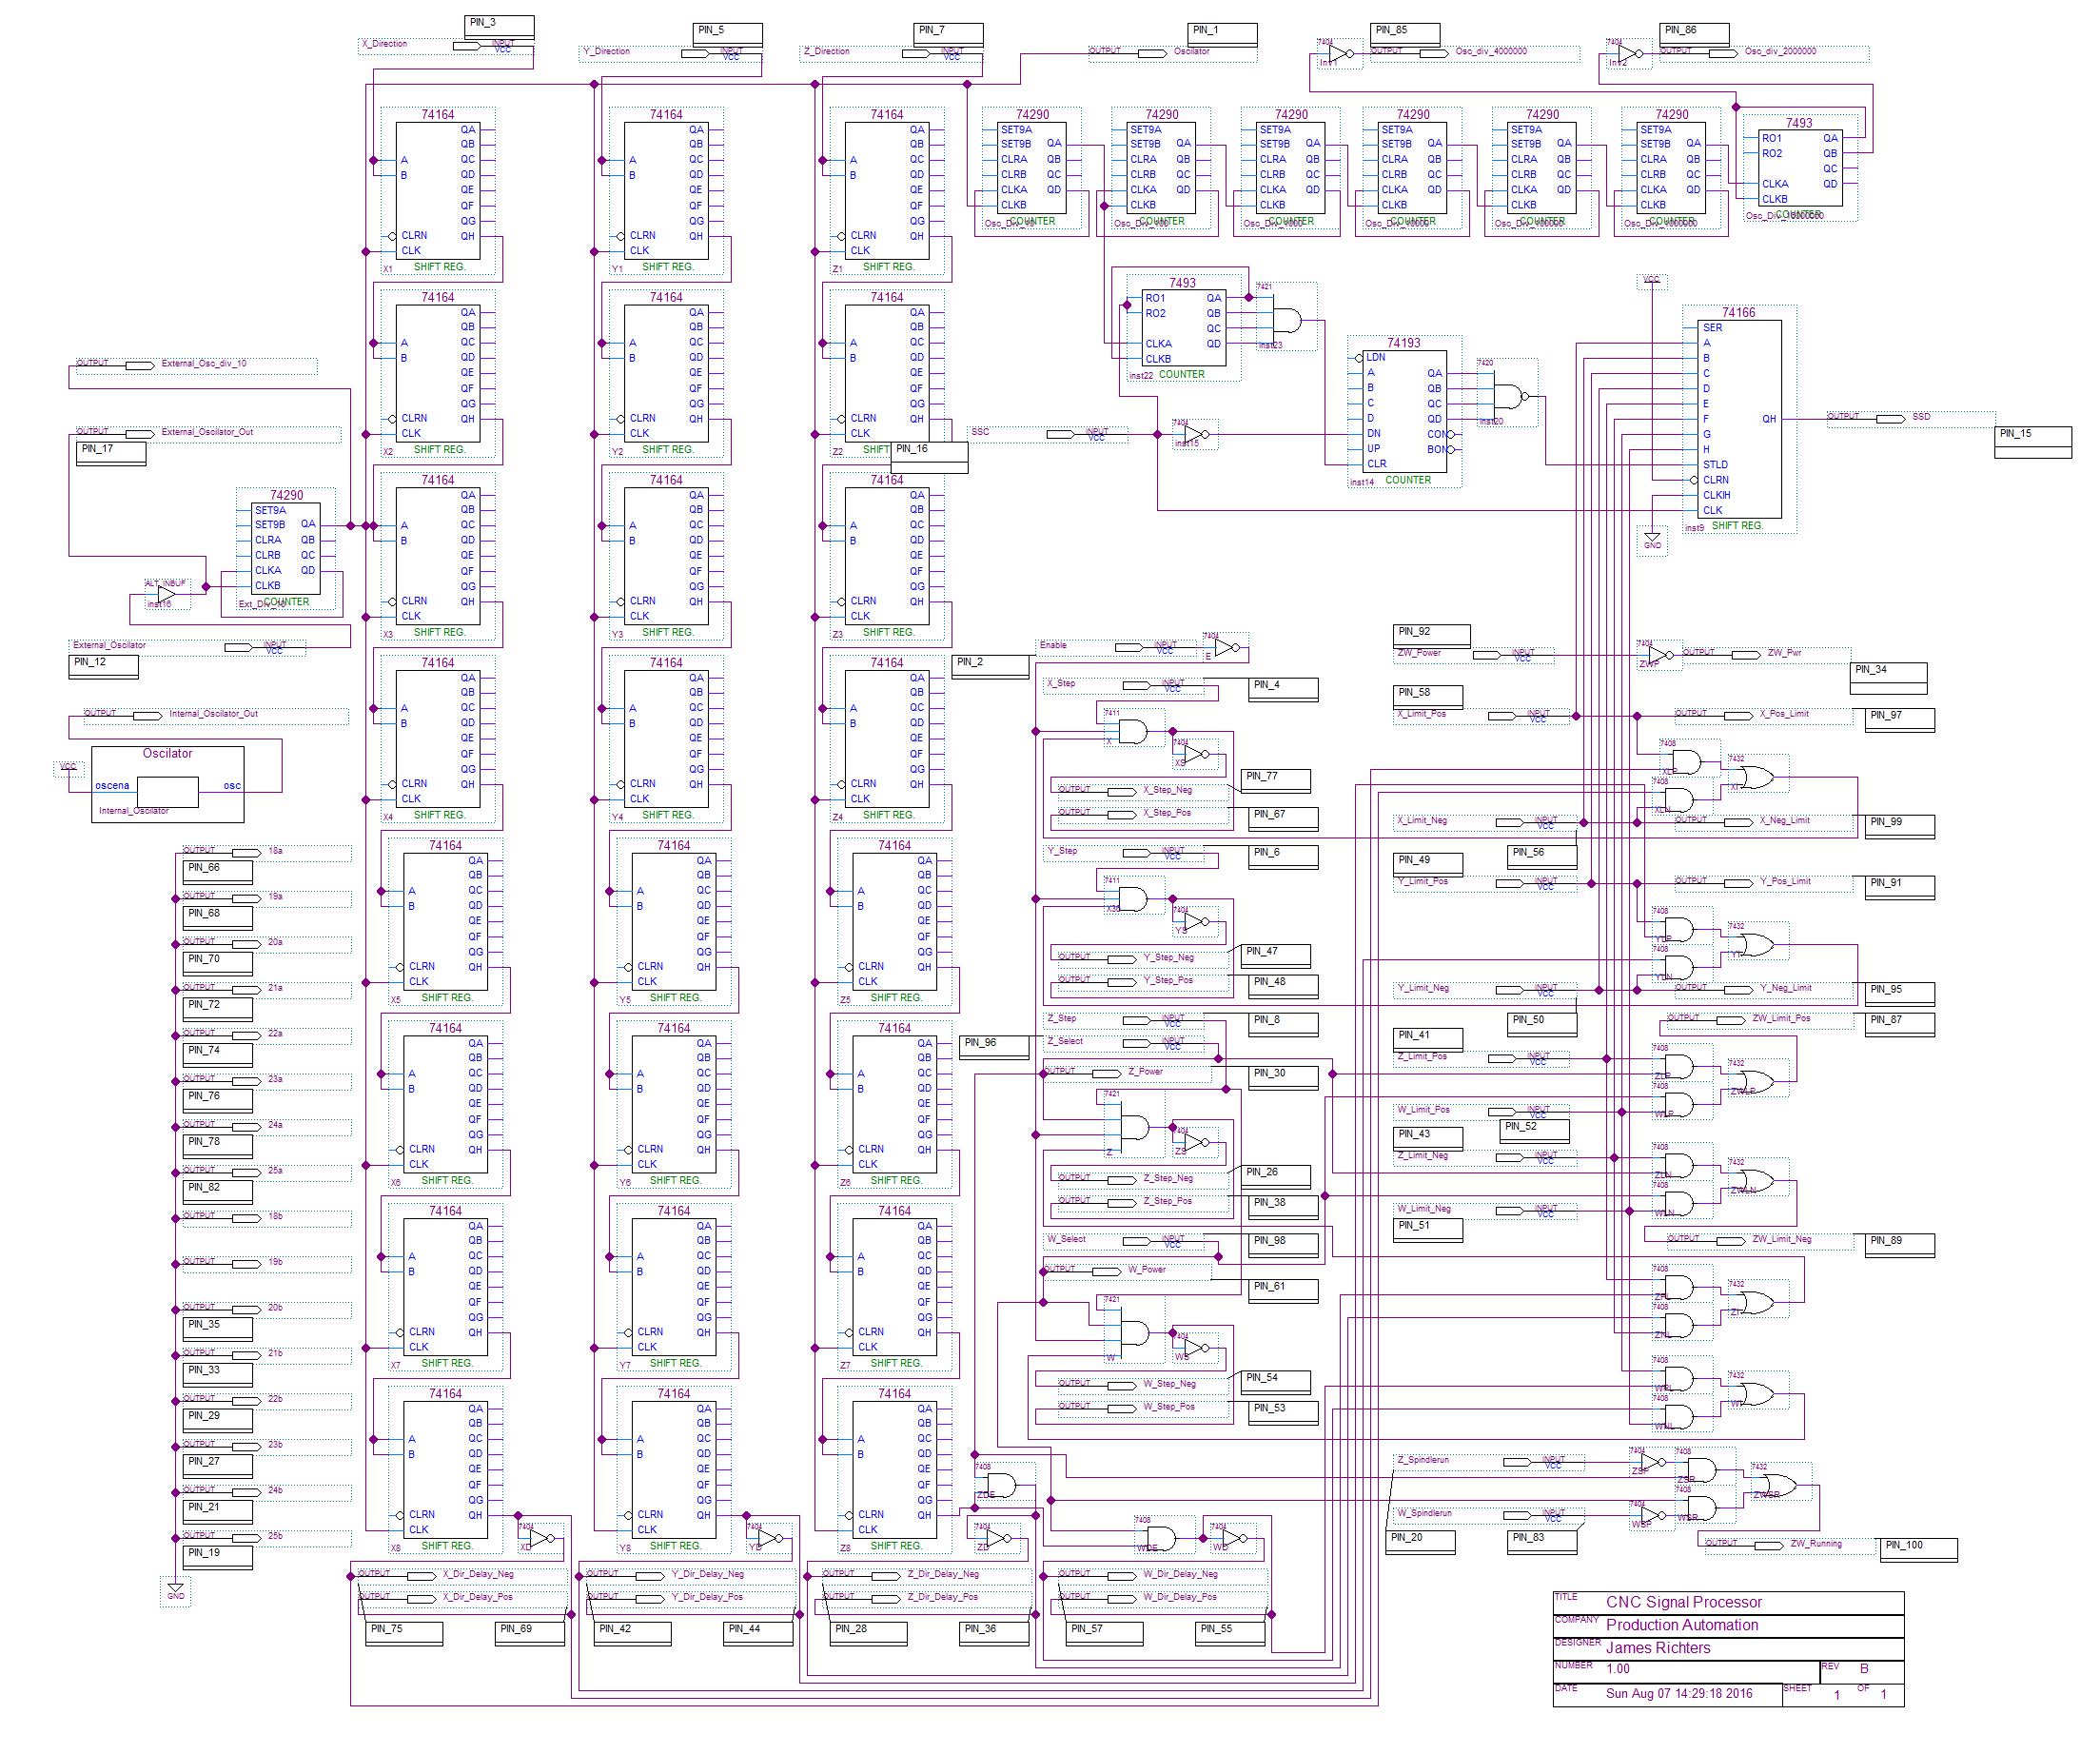 PIN_3
X_Direction INPUT VCC
PIN_5
Y_Direction INPUT VCC
PIN_7
Z_Direction INPUT VCC
PIN_1
OUTPUT Oscilator
PIN_85
7404 Inv1 OUTPUT Osc_div_4000000
PIN_86
7404 Inv2 OUTPUT Osc_div_2000000
74164
A
B
CLRN
CLK
QA
QB
QC
QD
QE
QF
QG
QH
X1 SHIFT REG.
74164
X2 SHIFT REG.
74164
X3 SHIFT REG.
74164
X4 SHIFT REG.
74164
X5 SHIFT REG.
74164
X6 SHIFT REG.
74164
X7 SHIFT REG.
74164
X8 SHIFT REG.
74164
Y1 SHIFT REG.
74164
Y2 SHIFT REG.
74164
Y3 SHIFT REG.
74164
Y4 SHIFT REG.
74164
Y5 SHIFT REG.
74164
Y6 SHIFT REG.
74164
Y7 SHIFT REG.
74164
Y8 SHIFT REG.
74164
Z1 SHIFT REG.
74164
Z2 SHIFT
74164
Z3 SHIFT REG.
74164
Z4 SHIFT REG.
74164
Z5 SHIFT REG.
74164
Z6 SHIFT REG.
74164
Z7 SHIFT REG.
74164
Z8 SHIFT REG.
74290
SET9A
SET9B QA
CLRA QB
CLRB QC
CLKA QD
CLKB
COUNTER
74290
COUNTER
74290
COUNTER
74290
COUNTER
74290
COUNTER
74290
COUNTER
7493
RO1 QA
RO2 QB
QC
CLKA QD
CLKB
7493
RO1 QA
RO2 QB
QC
CLKA QD
CLKB
inst22 COUNTER
7421
inst23
74193
LDN
A QA
B QB
C QC
D QD
DN CON
UP BON
CLR
inst14 COUNTER
7420
inst20
VCC
74166
SER
A
B
C
D
E
F QH
G
H
STLD
CLRN
CLKIH
CLK
inst9 SHIFT REG.
GND
OUTPUT SSD
PIN_15
PIN_16
SSC INPUT VCC
7404
inst15
OUTPUT External_Osc_div_10
OUTPUT External_Oscilator_Out
PIN_17
74290
SET9A
SET9B QA
CLRA QB
CLRB QC
CLKA QD
CLKB
Ext_Div_10 COUNTER
ALT_INBUF
inst16
External_Oscilator INPUT VCC
PIN_12
OUTPUT Internal_Oscilator_Out
VCC
Oscilator
oscena osc
Internal_Oscilator
OUTPUT 18a
PIN_66
OUTPUT 19a
PIN_68
OUTPUT 20a
PIN_70
OUTPUT 21a
PIN_72
OUTPUT 22a
PIN_74
OUTPUT 23a
PIN_76
OUTPUT 24a
PIN_78
OUTPUT 25a
PIN_82
OUTPUT 18b
OUTPUT 19b
OUTPUT 20b
PIN_35
OUTPUT 21b
PIN_33
OUTPUT 22b
PIN_29
OUTPUT 23b
PIN_27
OUTPUT 24b
PIN_21
OUTPUT 25b
PIN_19
GND
Enable INPUT VCC
PIN_2
7404
E
X_Step INPUT VCC
PIN_4
7411
X
7404
XS
PIN_77
OUTPUT X_Step_Neg
OUTPUT X_Step_Pos
PIN_67
Y_Step INPUT VCC
PIN_6
7411
X36
7404
YS
PIN_47
OUTPUT Y_Step_Neg
OUTPUT Y_Step_Pos
PIN_48
Z_Step INPUT VCC
PIN_8
PIN_96
Z_Select INPUT VCC
OUTPUT Z_Power
PIN_30
7421
Z
7404
ZS
PIN_26
OUTPUT Z_Step_Neg
OUTPUT Z_Step_Pos
PIN_38
W_Select INPUT VCC
PIN_98
OUTPUT W_Power
PIN_61
7421
W
7404
WS
PIN_54
OUTPUT W_Step_Neg
OUTPUT W_Step_Pos
PIN_53
PIN_92
ZW_Power INPUT VCC
7404
ZWP
OUTPUT ZW_Pwr
PIN_34
PIN_58
X_Limit_Pos INPUT VCC
OUTPUT X_Pos_Limit
PIN_97
7408
XLP
7408
XLN
7432
X_Limit_Neg INPUT VCC
OUTPUT X_Neg_Limit
PIN_99
PIN_56
PIN_49
Y_Limit_Pos INPUT VCC
OUTPUT Y_Pos_Limit
PIN_91
7408
YLP
7408
YLN
7432
Y_Limit_Neg INPUT VCC
OUTPUT Y_Neg_Limit
PIN_95
PIN_50
OUTPUT ZW_Limit_Pos
PIN_87
PIN_41
Z_Limit_Pos INPUT VCC
7408
ZLP
7408
WLP
7432
ZWLP
W_Limit_Pos INPUT VCC
PIN_52
PIN_43
Z_Limit_Neg INPUT VCC
7408
ZLN
7408
WLN
7432
ZWLN
W_Limit_Neg INPUT VCC
PIN_51
OUTPUT ZW_Limit_Neg
PIN_89
7408
ZPL
7408
ZNL
7432
7408
WPL
7408
WNL
7432
Z_Spindlerun INPUT VCC
7404
ZSP
7408
ZSR
7432
ZWSR
W_Spindlerun INPUT VCC
7404
WSP
7408
WSR
PIN_20
PIN_83
OUTPUT ZW_Running
PIN_100
7404
XD
7404
YD
7408
ZDE
7404
ZD
7408
WDE
7404
WD
OUTPUT X_Dir_Delay_Neg
OUTPUT X_Dir_Delay_Pos
PIN_75
PIN_69
OUTPUT Y_Dir_Delay_Neg
OUTPUT Y_Dir_Delay_Pos
PIN_42
PIN_44
OUTPUT Z_Dir_Delay_Neg
OUTPUT Z_Dir_Delay_Pos
PIN_28
PIN_36
OUTPUT W_Dir_Delay_Neg
OUTPUT W_Dir_Delay_Pos
PIN_57
PIN_55
TITLE CNC Signal Processor
COMPANY Production Automation
DESIGNER James Richters
NUMBER 1.00 REV B
DATE Sun Aug 07 14:29:18 2016 SHEET 1 OF 1